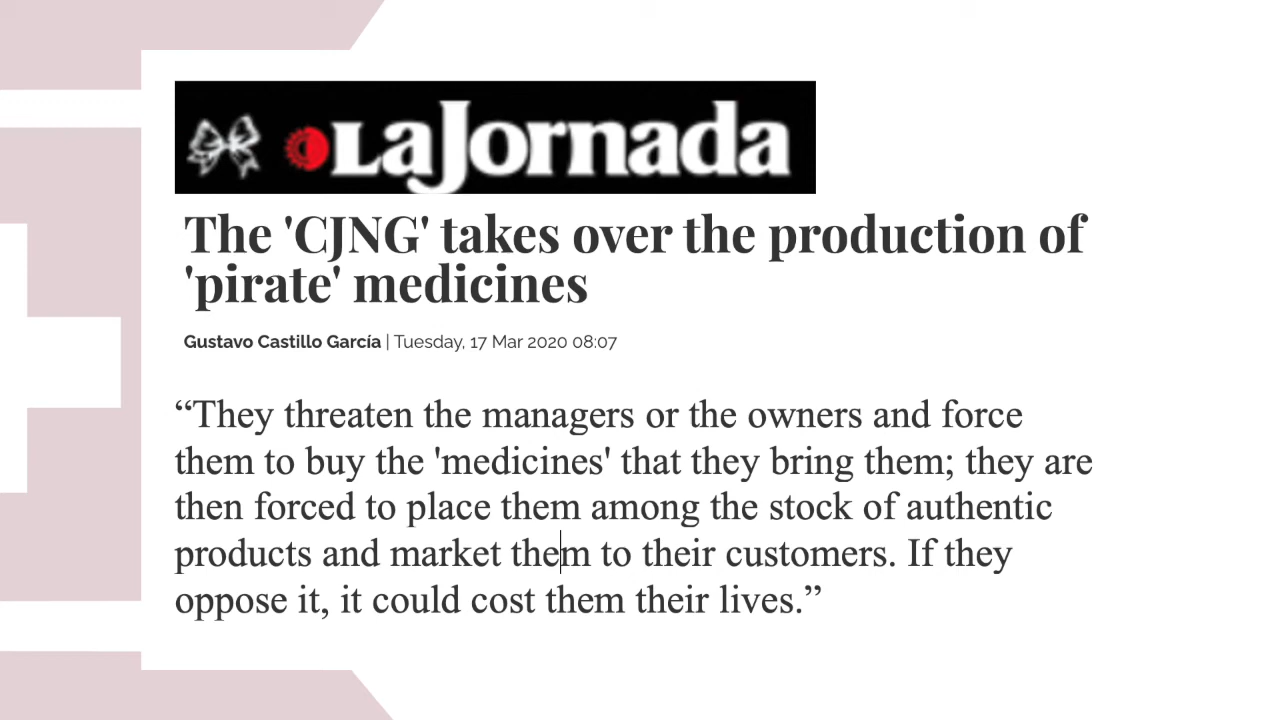 La Jornada
The 'CJNG' takes over the production of
'pirate' medicines
Gustavo Castillo García | Tuesday, 17 Mar 2020 08:07
“They threaten the managers or the owners and force
them to buy the 'medicines' that they bring them; they are
then forced to place them among the stock of authentic
products and market them to their customers. If they
oppose it, it could cost them their lives.”